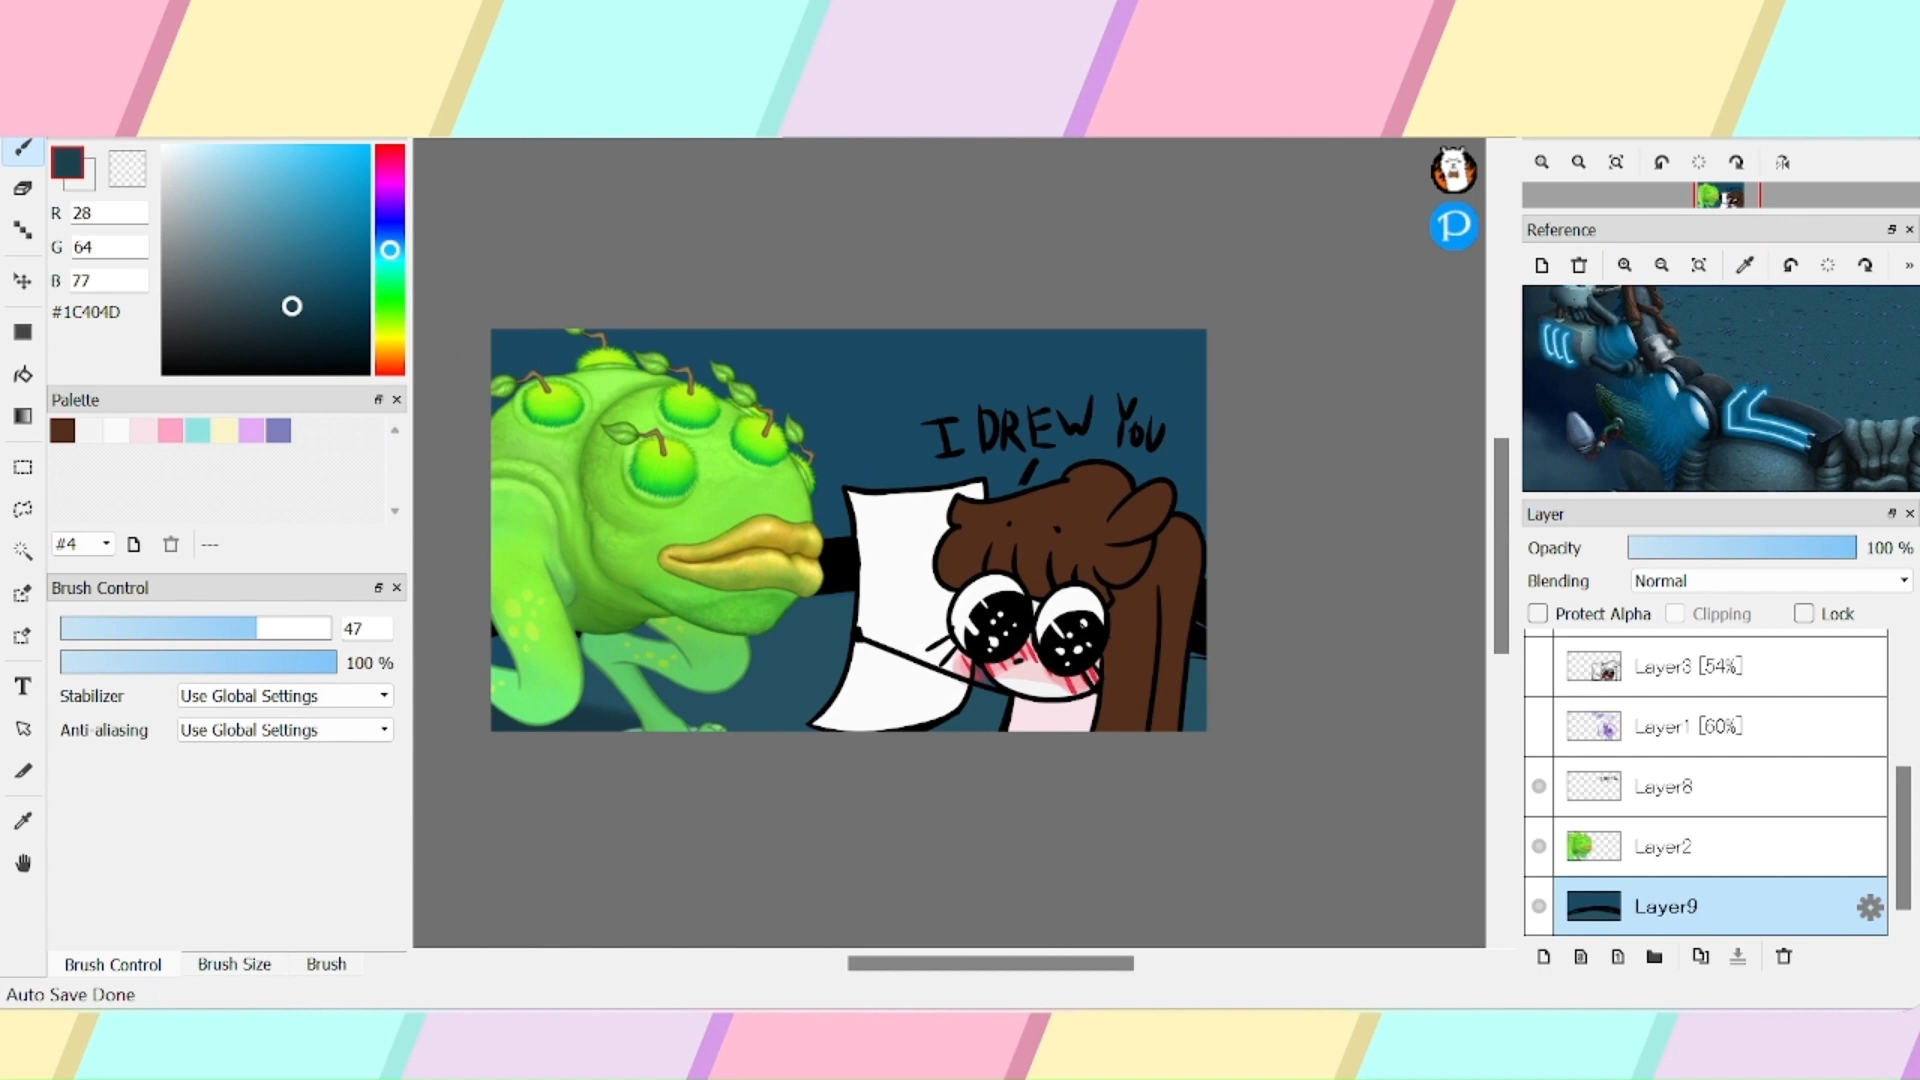 R 28
G 64
B 77
#1C404D
Palette
#4
---
Brush Control
47
100 %
Stabilizer Use Global Settings
Anti-aliasing Use Global Settings
Brush Control Brush Size Brush
Auto Save Done
I DREW YOU
P
Reference
»
Layer
Opacity 100 %
Blending Normal
Protect Alpha Clipping Lock
Layer3 [54%]
Layer1 [60%]
Layer8
Layer2
Layer9